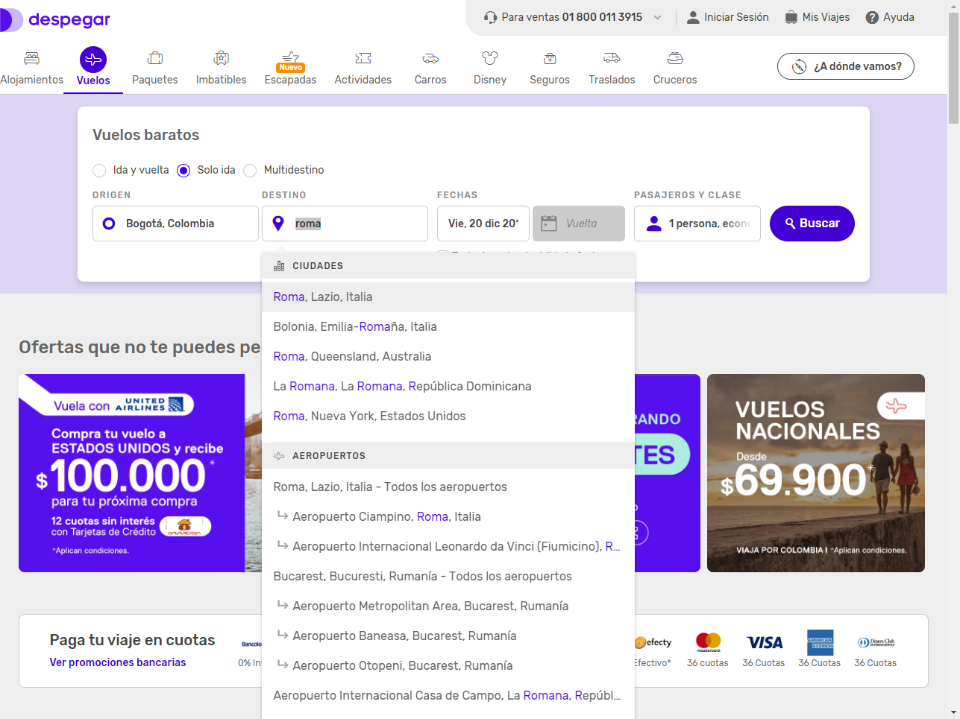 despegar
Para ventas 01 800 011 3915
Iniciar Sesión
Mis Viajes
Ayuda
Alojamientos
Vuelos
Paquetes
Imbatibles
Nuevo
Escapadas
Actividades
Carros
Disney
Seguros
Traslados
Cruceros
¿A dónde vamos?
Vuelos baratos
Ida y vuelta
Solo ida
Multidestino
ORIGEN
DESTINO
FECHAS
PASAJEROS Y CLASE
Bogotá, Colombia
roma
Vie, 20 dic 20
Vuelta
1 persona, econ
Buscar
CIUDADES
Roma, Lazio, Italia
Bolonia, Emilia-Romaña, Italia
Roma, Queensland, Australia
La Romana, La Romana, República Dominicana
Roma, Nueva York, Estados Unidos
AEROPUERTOS
Roma, Lazio, Italia - Todos los aeropuertos
Aeropuerto Ciampino, Roma, Italia
Aeropuerto Internacional Leonardo da Vinci (Fiumicino), R...
Bucarest, Bucuresti, Rumanía - Todos los aeropuertos
Aeropuerto Metropolitan Area, Bucarest, Rumanía
Aeropuerto Baneasa, Bucarest, Rumanía
Aeropuerto Otopeni, Bucarest, Rumanía
Aeropuerto Internacional Casa de Campo, La Romana, Repúbl...
Ofertas que no te puedes pe
Vuela con UNITED AIRLINES
Compra tu vuelo a
ESTADOS UNIDOS y recibe
$100.000*
para tu próxima compra
12 cuotas sin interés
con Tarjetas de Crédito
DAVIVIENDA
*Aplican condiciones.
RANDO
TES
VUELOS
NACIONALES
Desde
$69.900*
VIAJA POR COLOMBIA | *Aplican condiciones.
Paga tu viaje en cuotas
Ver promociones bancarias
Bancolo
0% In
efecty
Efectivo*
mastercard
36 cuotas
VISA
36 Cuotas
AMERICAN EXPRESS
36 Cuotas
Diners Club
36 Cuotas